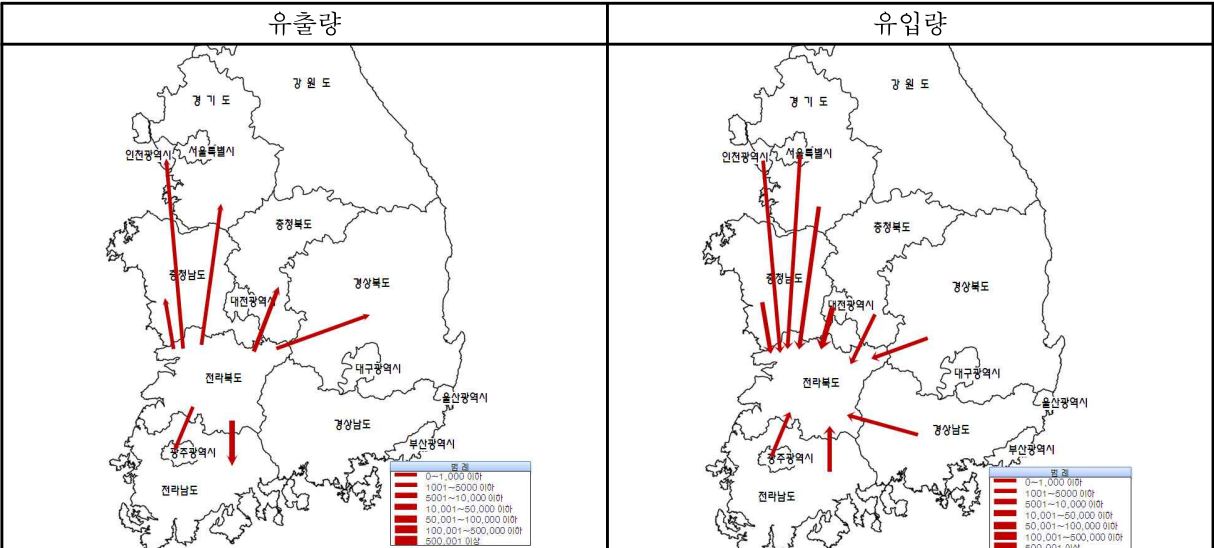 유출량
유입량
강 원 도
경 기 도
인천광역시
서울특별시
충청북도
충청남도
경상북도
대전광역시
전라북도
대구광역시
울산광역시
경상남도
부산광역시
광주광역시
전라남도
범 례
0~1,000 이하
1001~5000 이하
5001~10,000 이하
10,001~50,000 이하
50,001~100,000 이하
100,001~500,000 이하
500,001 이상
강 원 도
경 기 도
인천광역시
서울특별시
충청북도
충청남도
경상북도
대전광역시
전라북도
대구광역시
울산광역시
경상남도
부산광역시
광주광역시
전라남도
범 례
0~1,000 이하
1001~5000 이하
5001~10,000 이하
10,001~50,000 이하
50,001~100,000 이하
100,001~500,000 이하